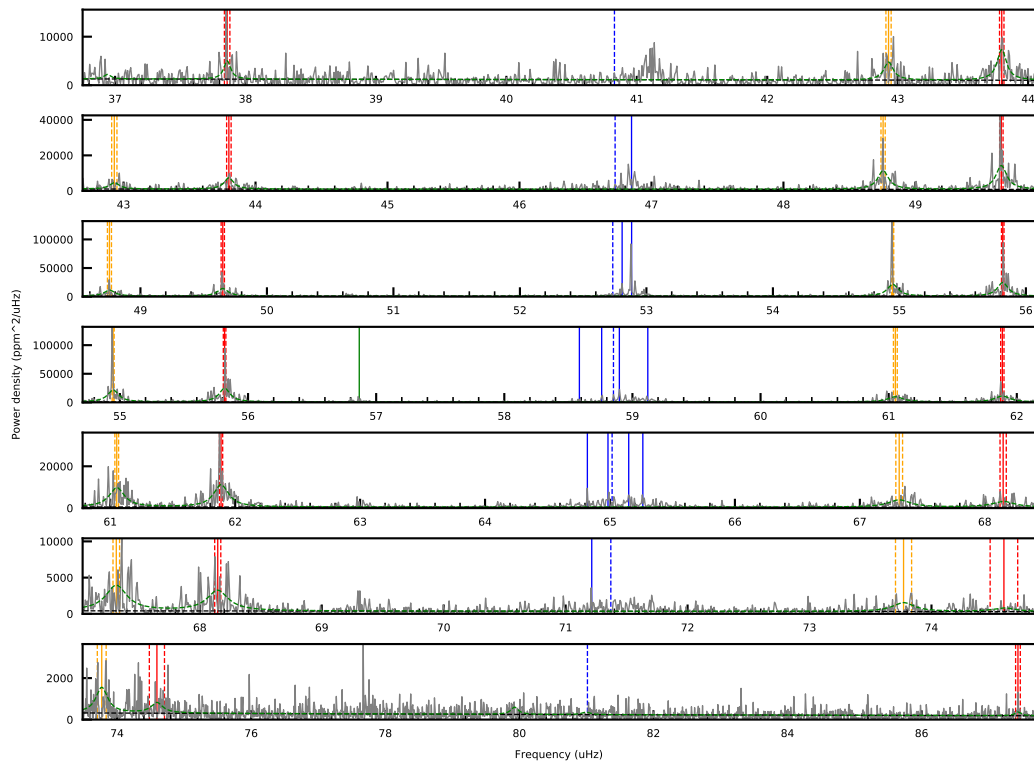 10000
0
37 38 39 40 41 42 43 44
40000
20000
0
43 44 45 46 47 48 49
100000
50000
0
49 50 51 52 53 54 55 56
100000
50000
0
55 56 57 58 59 60 61 62
20000
0
61 62 63 64 65 66 67 68
10000
5000
0
68 69 70 71 72 73 74
2000
0
74 76 78 80 82 84 86
Power density (ppm^2/uHz)
Frequency (uHz)